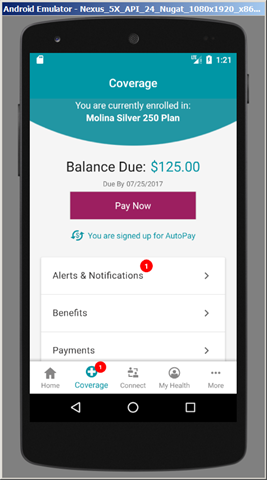 Android Emulator - Nexus_5X_API_24_Nugat_1080x1920_x86...
1:21
Coverage
You are currently enrolled in:
Molina Silver 250 Plan
Balance Due: $125.00
Due By 07/25/2017
Pay Now
You are signed up for AutoPay
Alerts & Notifications
1
Benefits
Payments
1
Home
Coverage
Connect
My Health
More